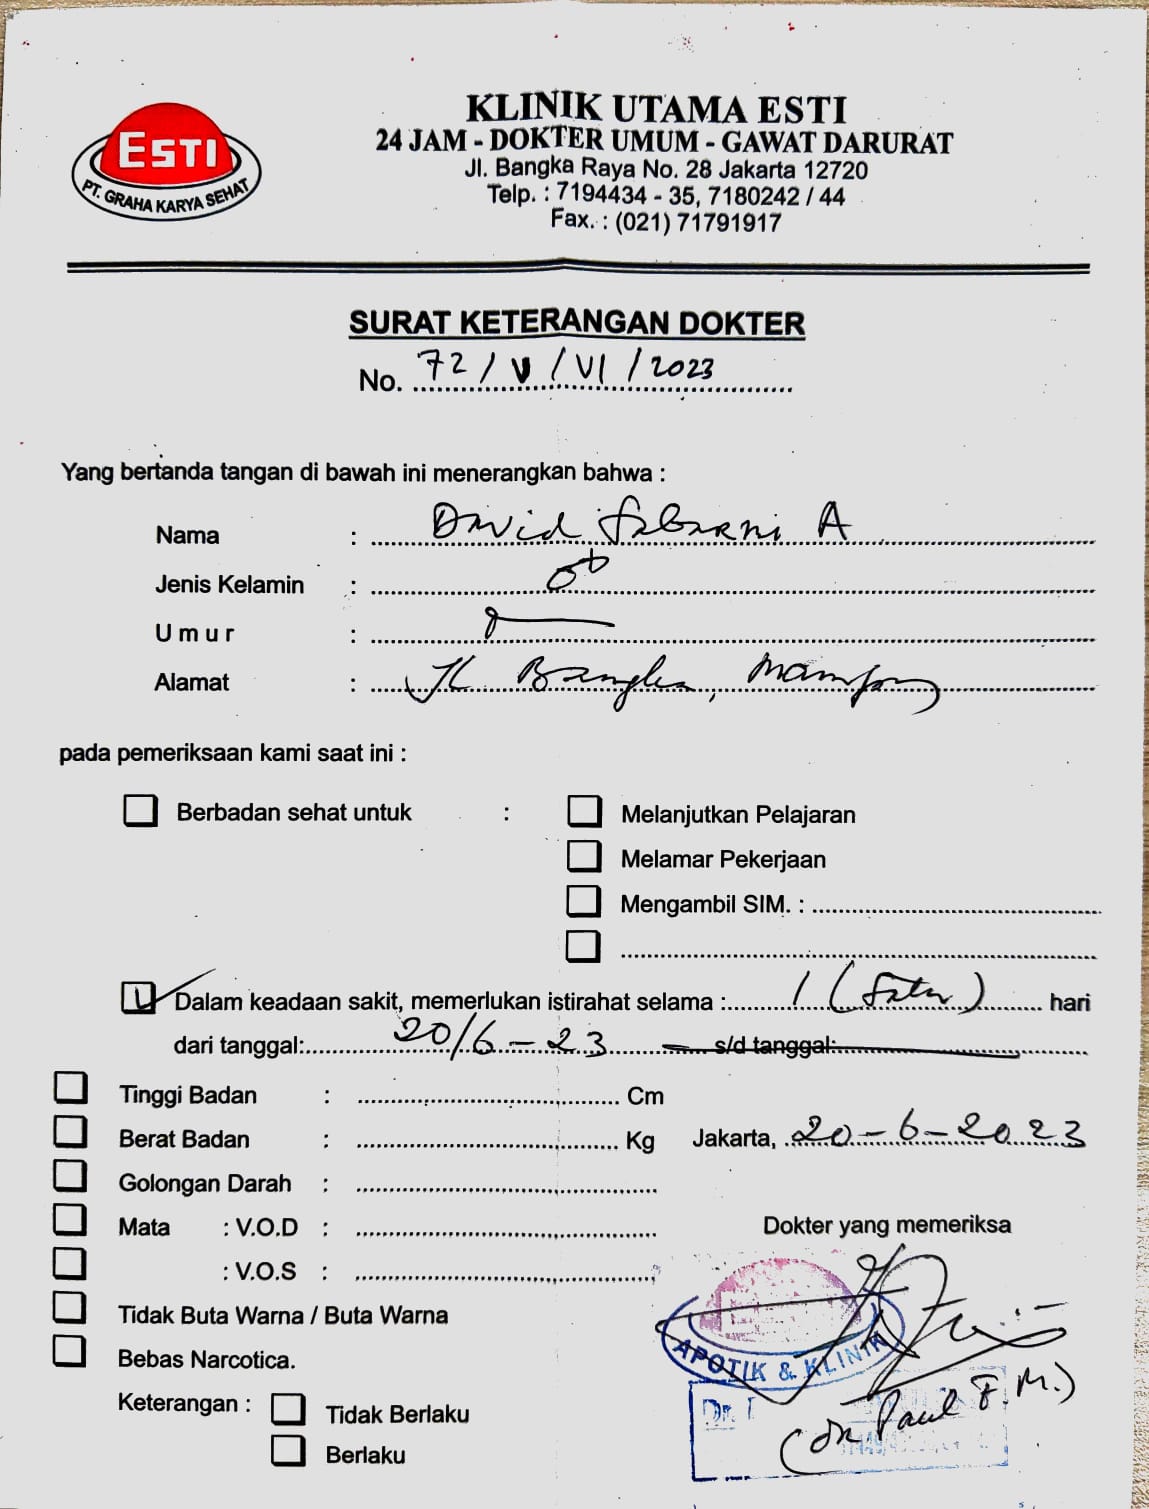 ESTI
PT. GRAHA KARYA SEHAT
KLINIK UTAMA ESTI
24 JAM - DOKTER UMUM - GAWAT DARURAT
Jl. Bangka Raya No. 28 Jakarta 12720
Telp. : 7194434 - 35, 7180242 / 44
Fax. : (021) 71791917
SURAT KETERANGAN DOKTER
No. 72 / V / VI / 2023
Yang bertanda tangan di bawah ini menerangkan bahwa :
Nama : David A
Jenis Kelamin :
Umur :
Alamat : Jl. Bangka,
pada pemeriksaan kami saat ini :
Berbadan sehat untuk : Melanjutkan Pelajaran
Melamar Pekerjaan
Mengambil SIM. :
Dalam keadaan sakit, memerlukan istirahat selama : 1 (Satu) hari
dari tanggal: 20/6-23 s/d tanggal:
Tinggi Badan : Cm
Berat Badan : Kg Jakarta, 20-6-2023
Golongan Darah :
Mata : V.O.D : Dokter yang memeriksa
: V.O.S :
Tidak Buta Warna / Buta Warna
Bebas Narcotica.
APOTIK & KLINIK
Keterangan : Tidak Berlaku
Dr.
(dr Paul F. M.)
Berlaku